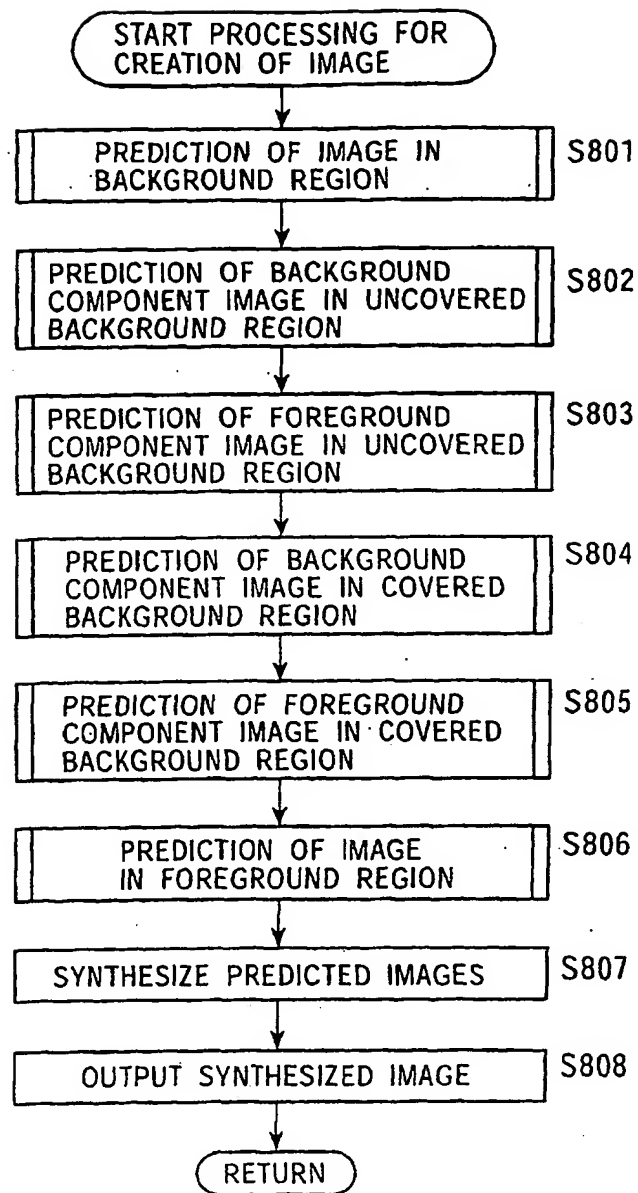 START PROCESSING FOR
CREATION OF IMAGE
PREDICTION OF IMAGE IN
BACKGROUND REGION
S801
PREDICTION OF BACKGROUND
COMPONENT IMAGE IN UNCOVERED
BACKGROUND REGION
S802
PREDICTION OF FOREGROUND
COMPONENT IMAGE IN UNCOVERED
BACKGROUND REGION
S803
PREDICTION OF BACKGROUND
COMPONENT IMAGE IN COVERED
BACKGROUND REGION
S804
PREDICTION OF FOREGROUND
COMPONENT IMAGE IN COVERED
BACKGROUND REGION
S805
PREDICTION OF IMAGE
IN FOREGROUND REGION
S806
SYNTHESIZE PREDICTED IMAGES
S807
OUTPUT SYNTHESIZED IMAGE
S808
RETURN